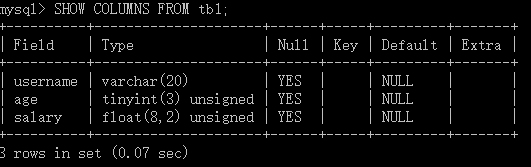 mysql> SHOW COLUMNS FROM tb1;
+----------+---------------------+------+-----+---------+-------+
| Field    | Type                | Null | Key | Default | Extra |
+----------+---------------------+------+-----+---------+-------+
| username | varchar(20)         | YES  |     | NULL    |       |
| age      | tinyint(3) unsigned | YES  |     | NULL    |       |
| salary   | float(8,2) unsigned | YES  |     | NULL    |       |
+----------+---------------------+------+-----+---------+-------+
3 rows in set (0.07 sec)